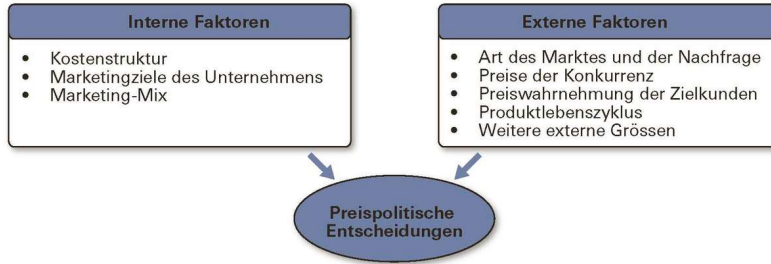 Interne Faktoren
• Kostenstruktur
• Marketingziele des Unternehmens
• Marketing-Mix
Externe Faktoren
• Art des Marktes und der Nachfrage
• Preise der Konkurrenz
• Preiswahrnehmung der Zielkunden
• Produktlebenszyklus
• Weitere externe Grössen
Preispolitische
Entscheidungen